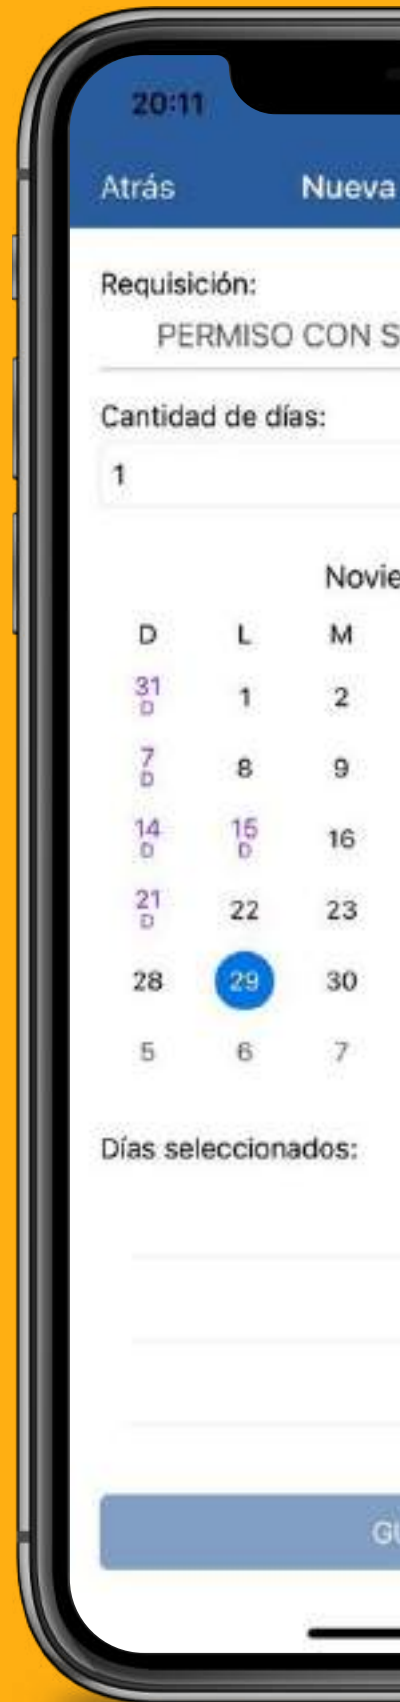 20:11
Atrás Nueva
Requisición:
PERMISO CON S
Cantidad de días:
1
Novie
D L M
31 1 2
D
7 8 9
D
14 15 16
D D
21 22 23
D
28 29 30
5 6 7
Días seleccionados:
GU